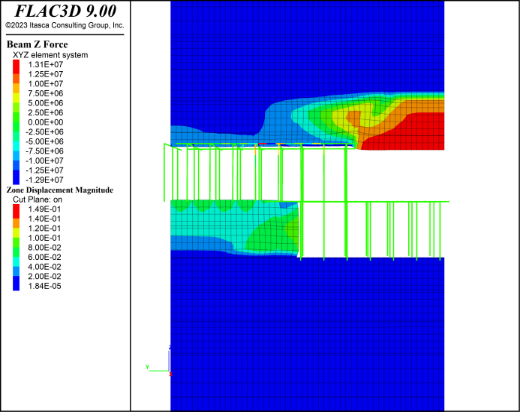 FLAC3D 9.00
©2023 Itasca Consulting Group, Inc.
Beam Z Force
XYZ element system
1.31E+07
1.25E+07
1.00E+07
7.50E+06
5.00E+06
2.50E+06
0.00E+00
-2.50E+06
-5.00E+06
-7.50E+06
-1.00E+07
-1.25E+07
-1.29E+07
Zone Displacement Magnitude
Cut Plane: on
1.49E-01
1.40E-01
1.20E-01
1.00E-01
8.00E-02
6.00E-02
4.00E-02
2.00E-02
1.84E-05
Z
Y